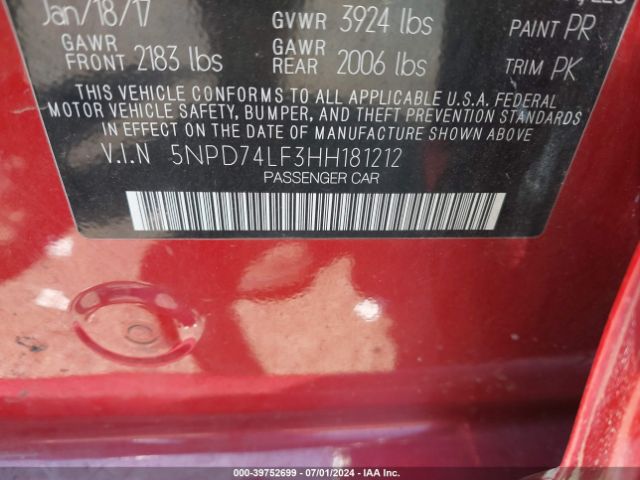 Jan/18/17 GVWR 3924 lbs PAINT PR
GAWR FRONT 2183 lbs GAWR REAR 2006 lbs TRIM PK
THIS VEHICLE CONFORMS TO ALL APPLICABLE U.S.A. FEDERAL
MOTOR VEHICLE SAFETY, BUMPER, AND THEFT PREVENTION STANDARDS
IN EFFECT ON THE DATE OF MANUFACTURE SHOWN ABOVE
V.I.N 5NPD74LF3HH181212
PASSENGER CAR
000-39752699 - 07/01/2024 - IAA Inc.